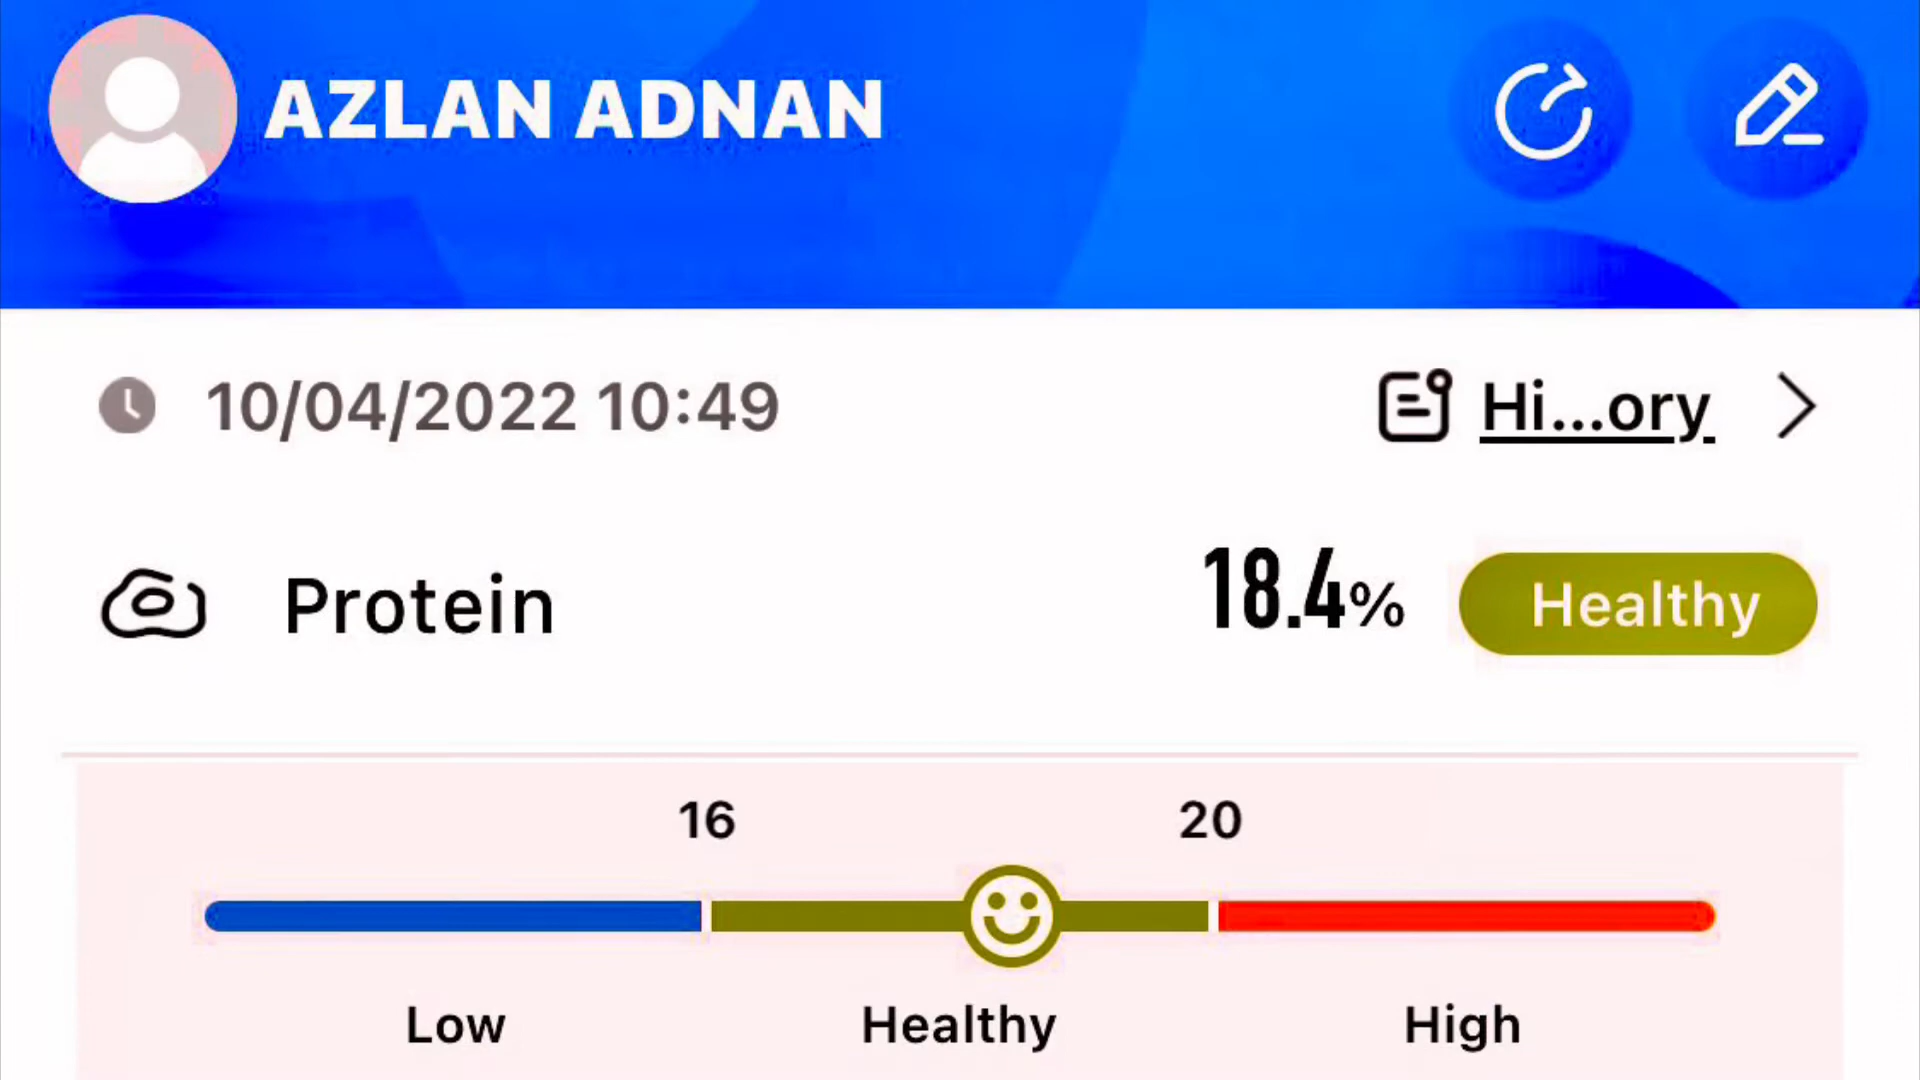 AZLAN ADNAN
10/04/2022 10:49 Hi...ory
Protein 18.4% Healthy
16 20
Low Healthy High